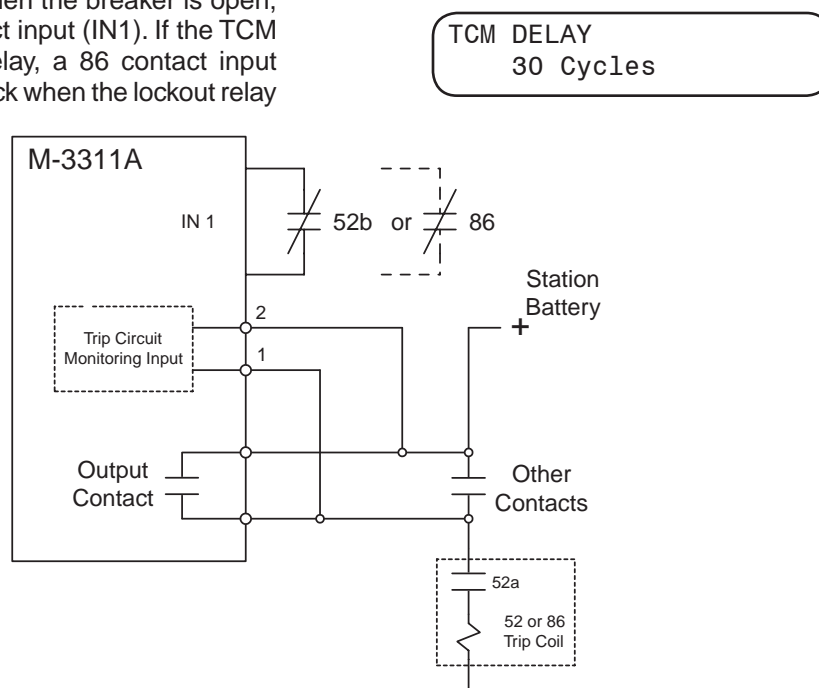 when the breaker is open,
ct input (IN1). If the TCM
elay, a 86 contact input
ck when the lockout relay
TCM DELAY
30 Cycles
M-3311A
IN 1
52b or 86
Station
Battery
+
2
Trip Circuit
Monitoring Input
1
Output
Contact
Other
Contacts
52a
52 or 86
Trip Coil